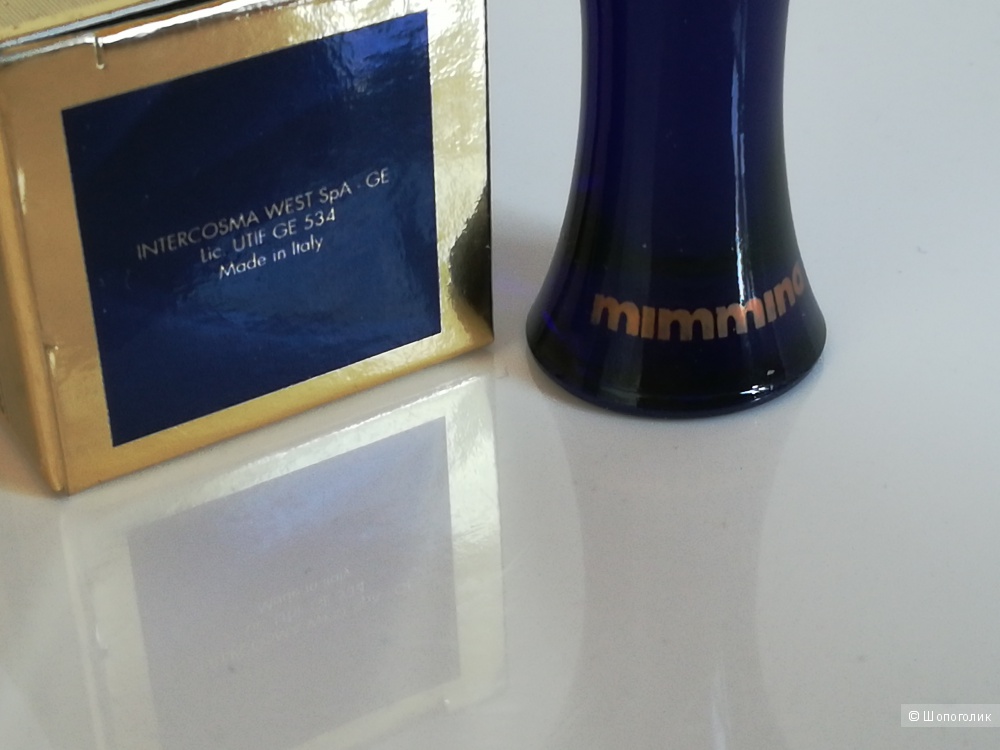 INTERCOSMA WEST SpA - GE
Lic. UTIF GE 534
Made in Italy
mimmina
© Шопоголик